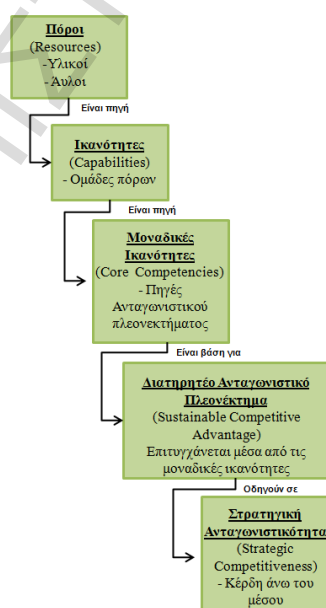 Πόροι
(Resources)
-Υλικοί
- Άυλοι
Είναι πηγή
Ικανότητες
(Capabilities)
- Ομάδες πόρων
Είναι πηγή
Μοναδικές
Ικανότητες
(Core Competencies)
- Πηγές
Ανταγωνιστικού
πλεονεκτήματος
Είναι βάση για
Διατηρητέο Ανταγωνιστικό
Πλεονέκτημα
(Sustainable Competitive
Advantage)
Επιτυγχάνεται μέσα από τις
μοναδικές ικανότητες
Οδηγούν σε
Στρατηγική
Ανταγωνιστικότητα
(Strategic
Competitiveness)
- Κέρδη άνω του
μέσου